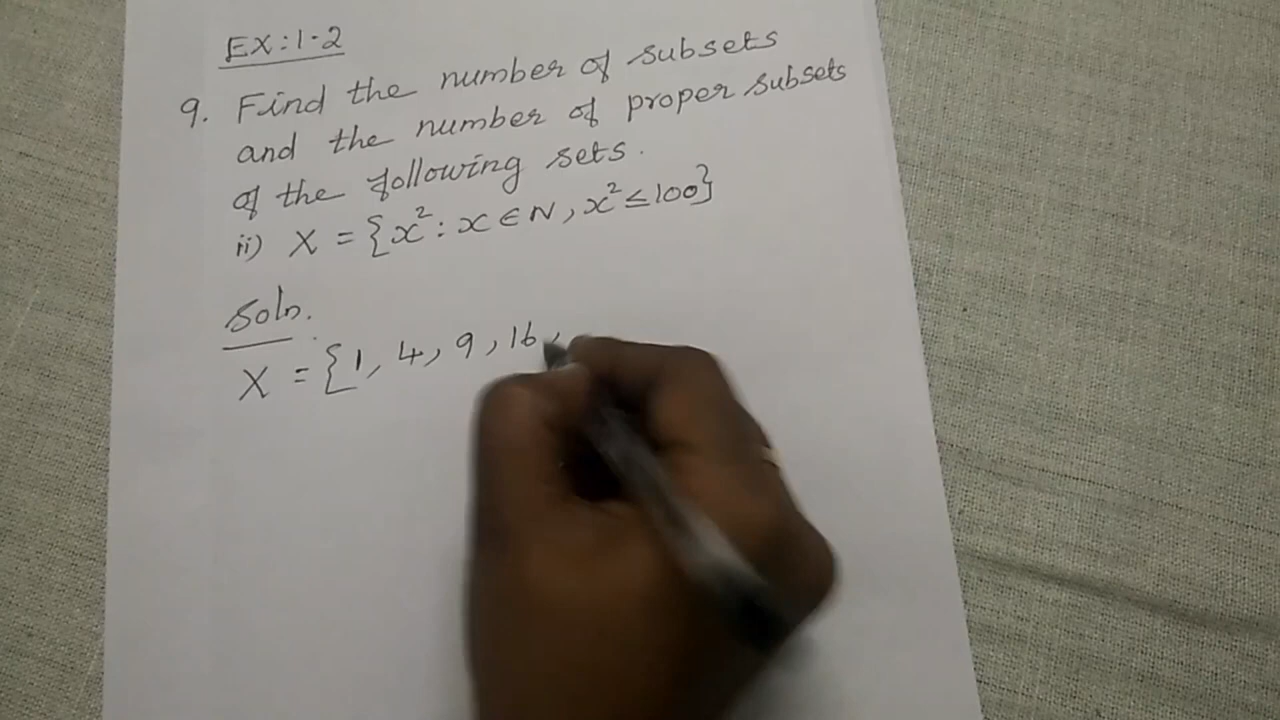 EX:1.2
9. Find the number of subsets
and the number of proper subsets
of the following sets.
ii) X = {x²: x ∈ N, x² ≤ 100}
Soln.
X = {1, 4, 9, 16,